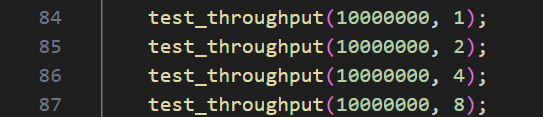 84 test_throughput(10000000, 1);
85 test_throughput(10000000, 2);
86 test_throughput(10000000, 4);
87 test_throughput(10000000, 8);